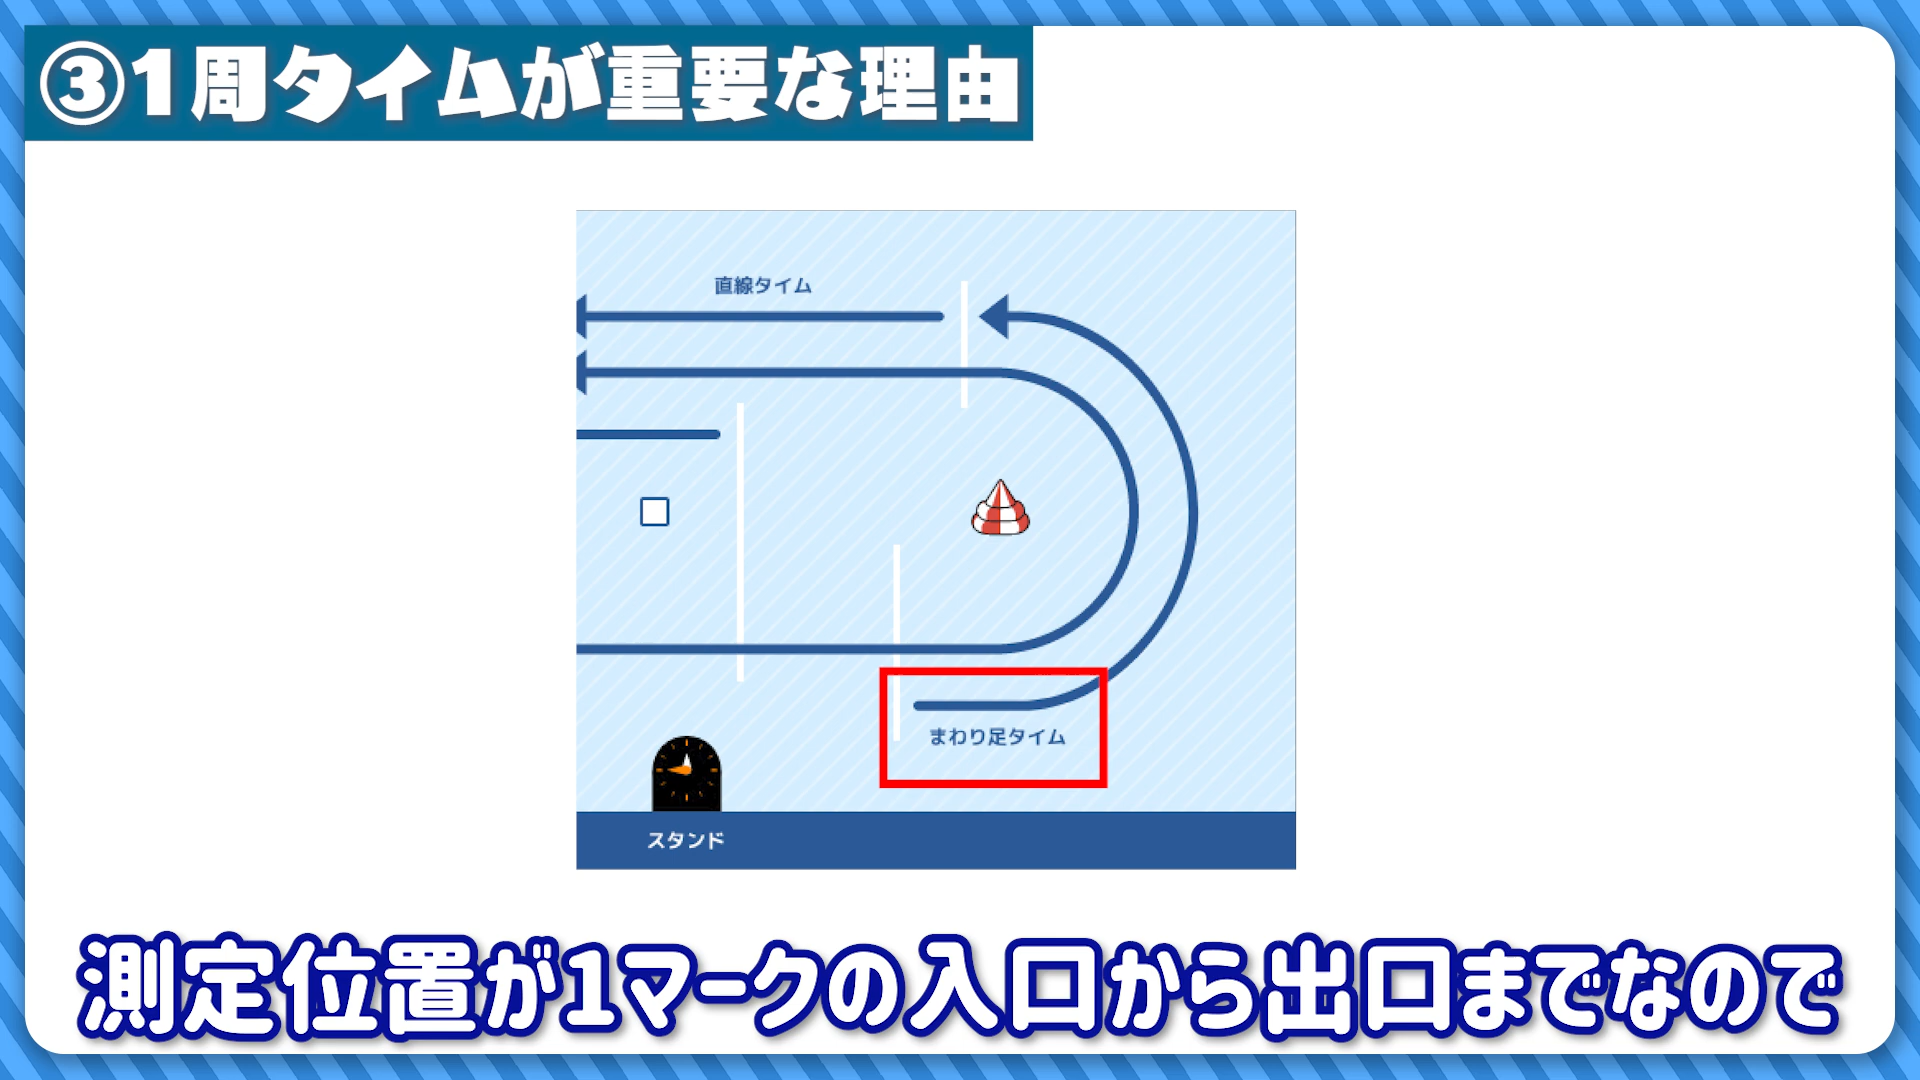 ③1周タイムが重要な理由
直線タイム
まわり足タイム
スタンド
測定位置が1マークの入口から出口までなので